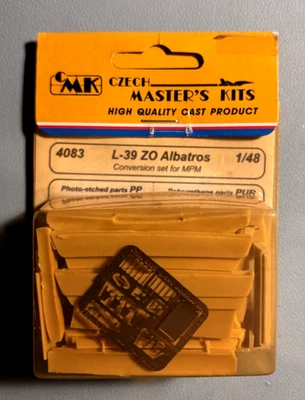 CMK
CZECH
MASTER'S KITS
HIGH QUALITY CAST PRODUCT
4083 L-39 ZO Albatros 1/48
Conversion set for MPM
Photo-etched parts PP Polyurethane parts PUR